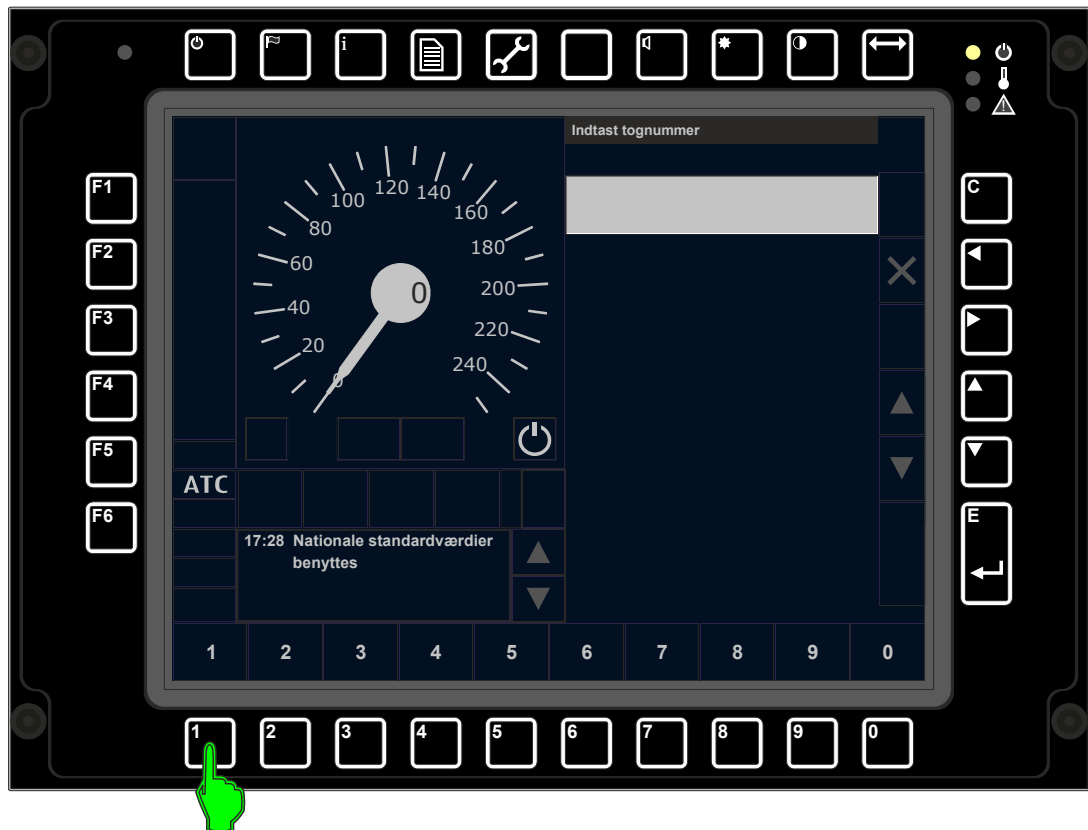 i
Indtast tognummer
F1
F2
F3
F4
F5
F6
0
20
40
60
80
100
120
140
160
180
200
220
240
0
ATC
17:28 Nationale standardværdier
benyttes
C
E
1 2 3 4 5 6 7 8 9 0
1 2 3 4 5 6 7 8 9 0